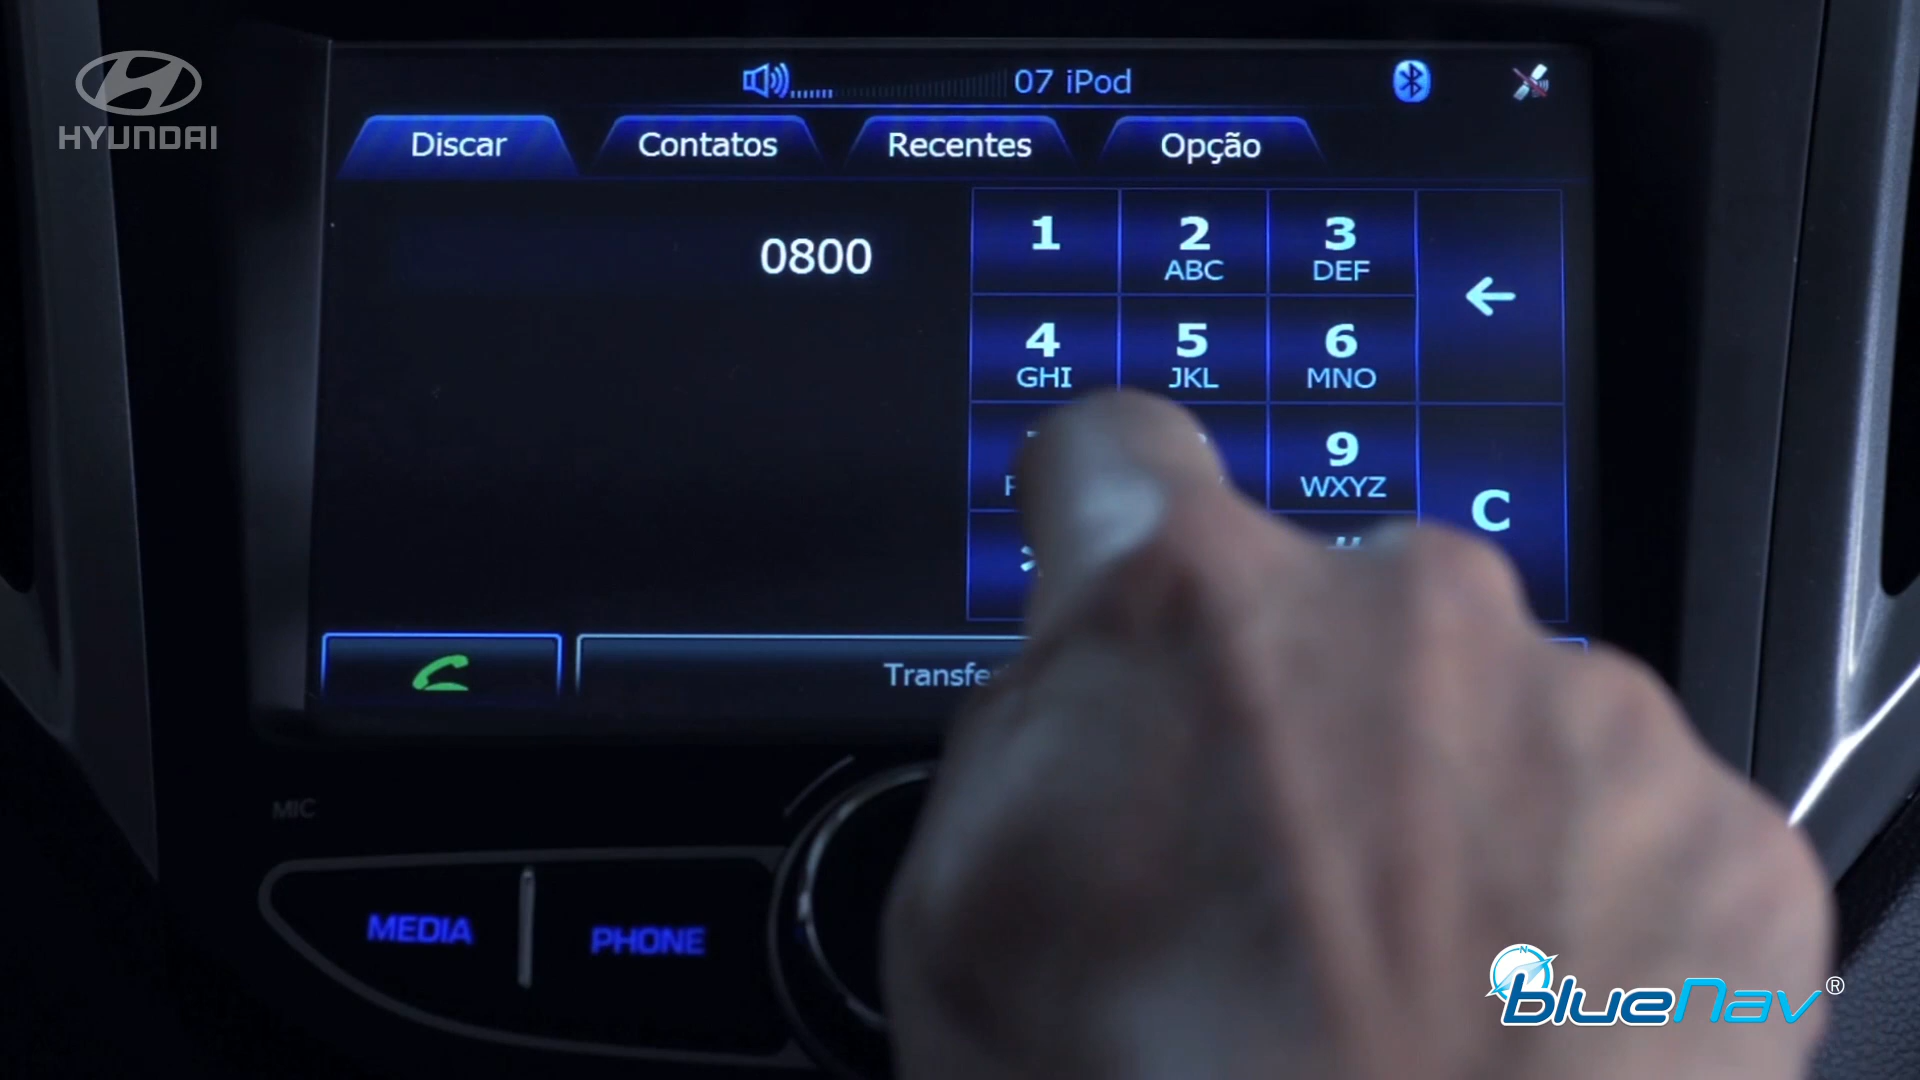 HYUNDAI
07 iPod
Discar Contatos Recentes Opção
0800
1 2 3
ABC DEF
4 5 6
GHI JKL MNO
9
WXYZ
C
*
#
MIC
MEDIA PHONE
N
blueNav®